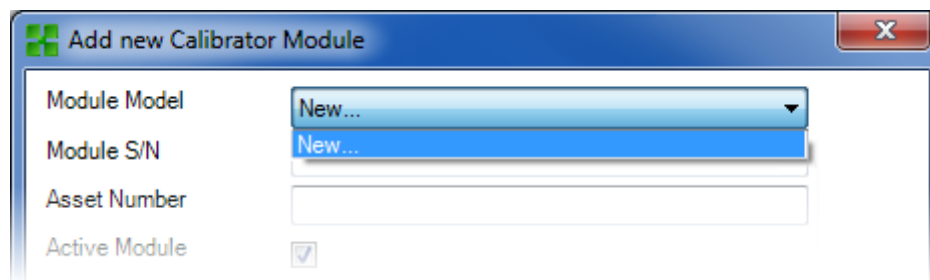 Add new Calibrator Module
Module Model New...
New...
Module S/N
Asset Number
Active Module